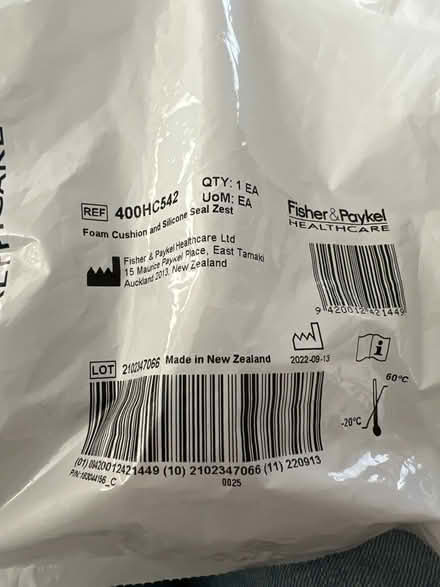 THCARE
QTY: 1 EA
REF 400HC542 UoM: EA
Foam Cushion and Silicone Seal Zest
Fisher & Paykel Healthcare Ltd
15 Maurice Paykel Place, East Tamaki
Auckland 2013, New Zealand
Fisher&Paykel
HEALTHCARE
9 420012 421449
2022-09-13
LOT 2102347066 Made in New Zealand
60°C
-20°C
(01) 09420012421449 (10) 2102347066 (11) 220913
0025